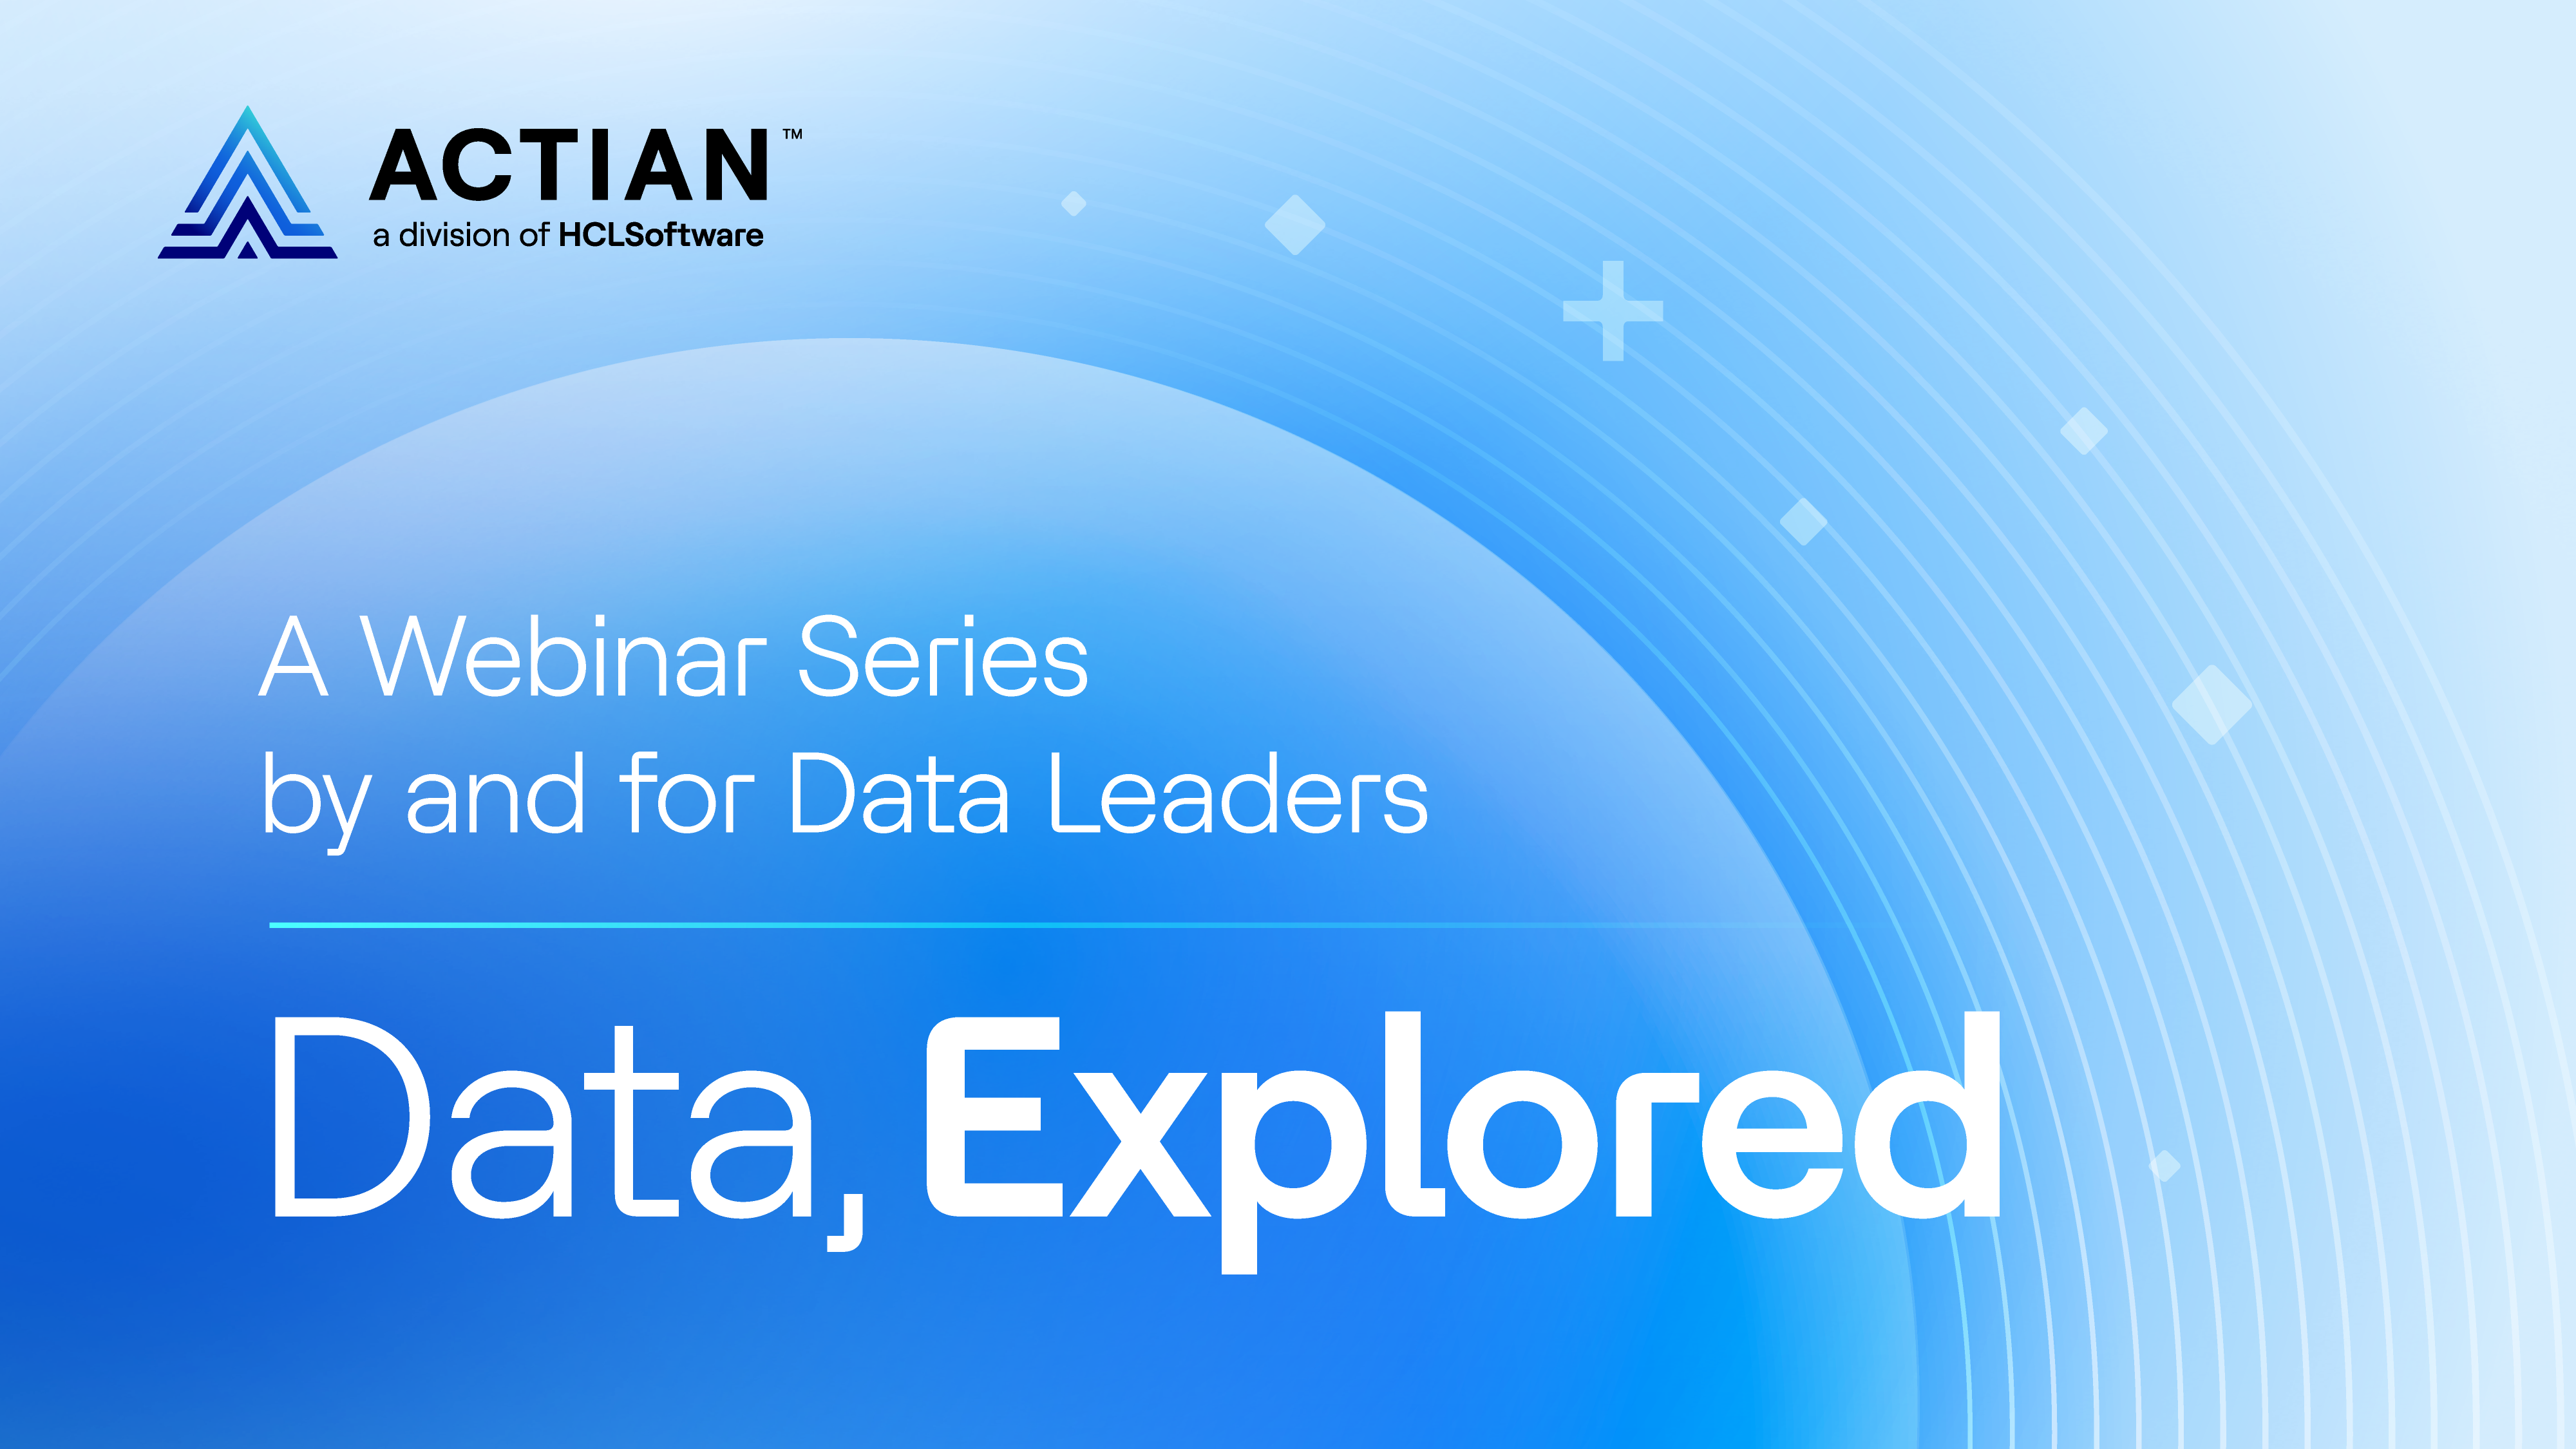 ACTIAN™
a division of HCLSoftware
A Webinar Series
by and for Data Leaders
Data, Explored